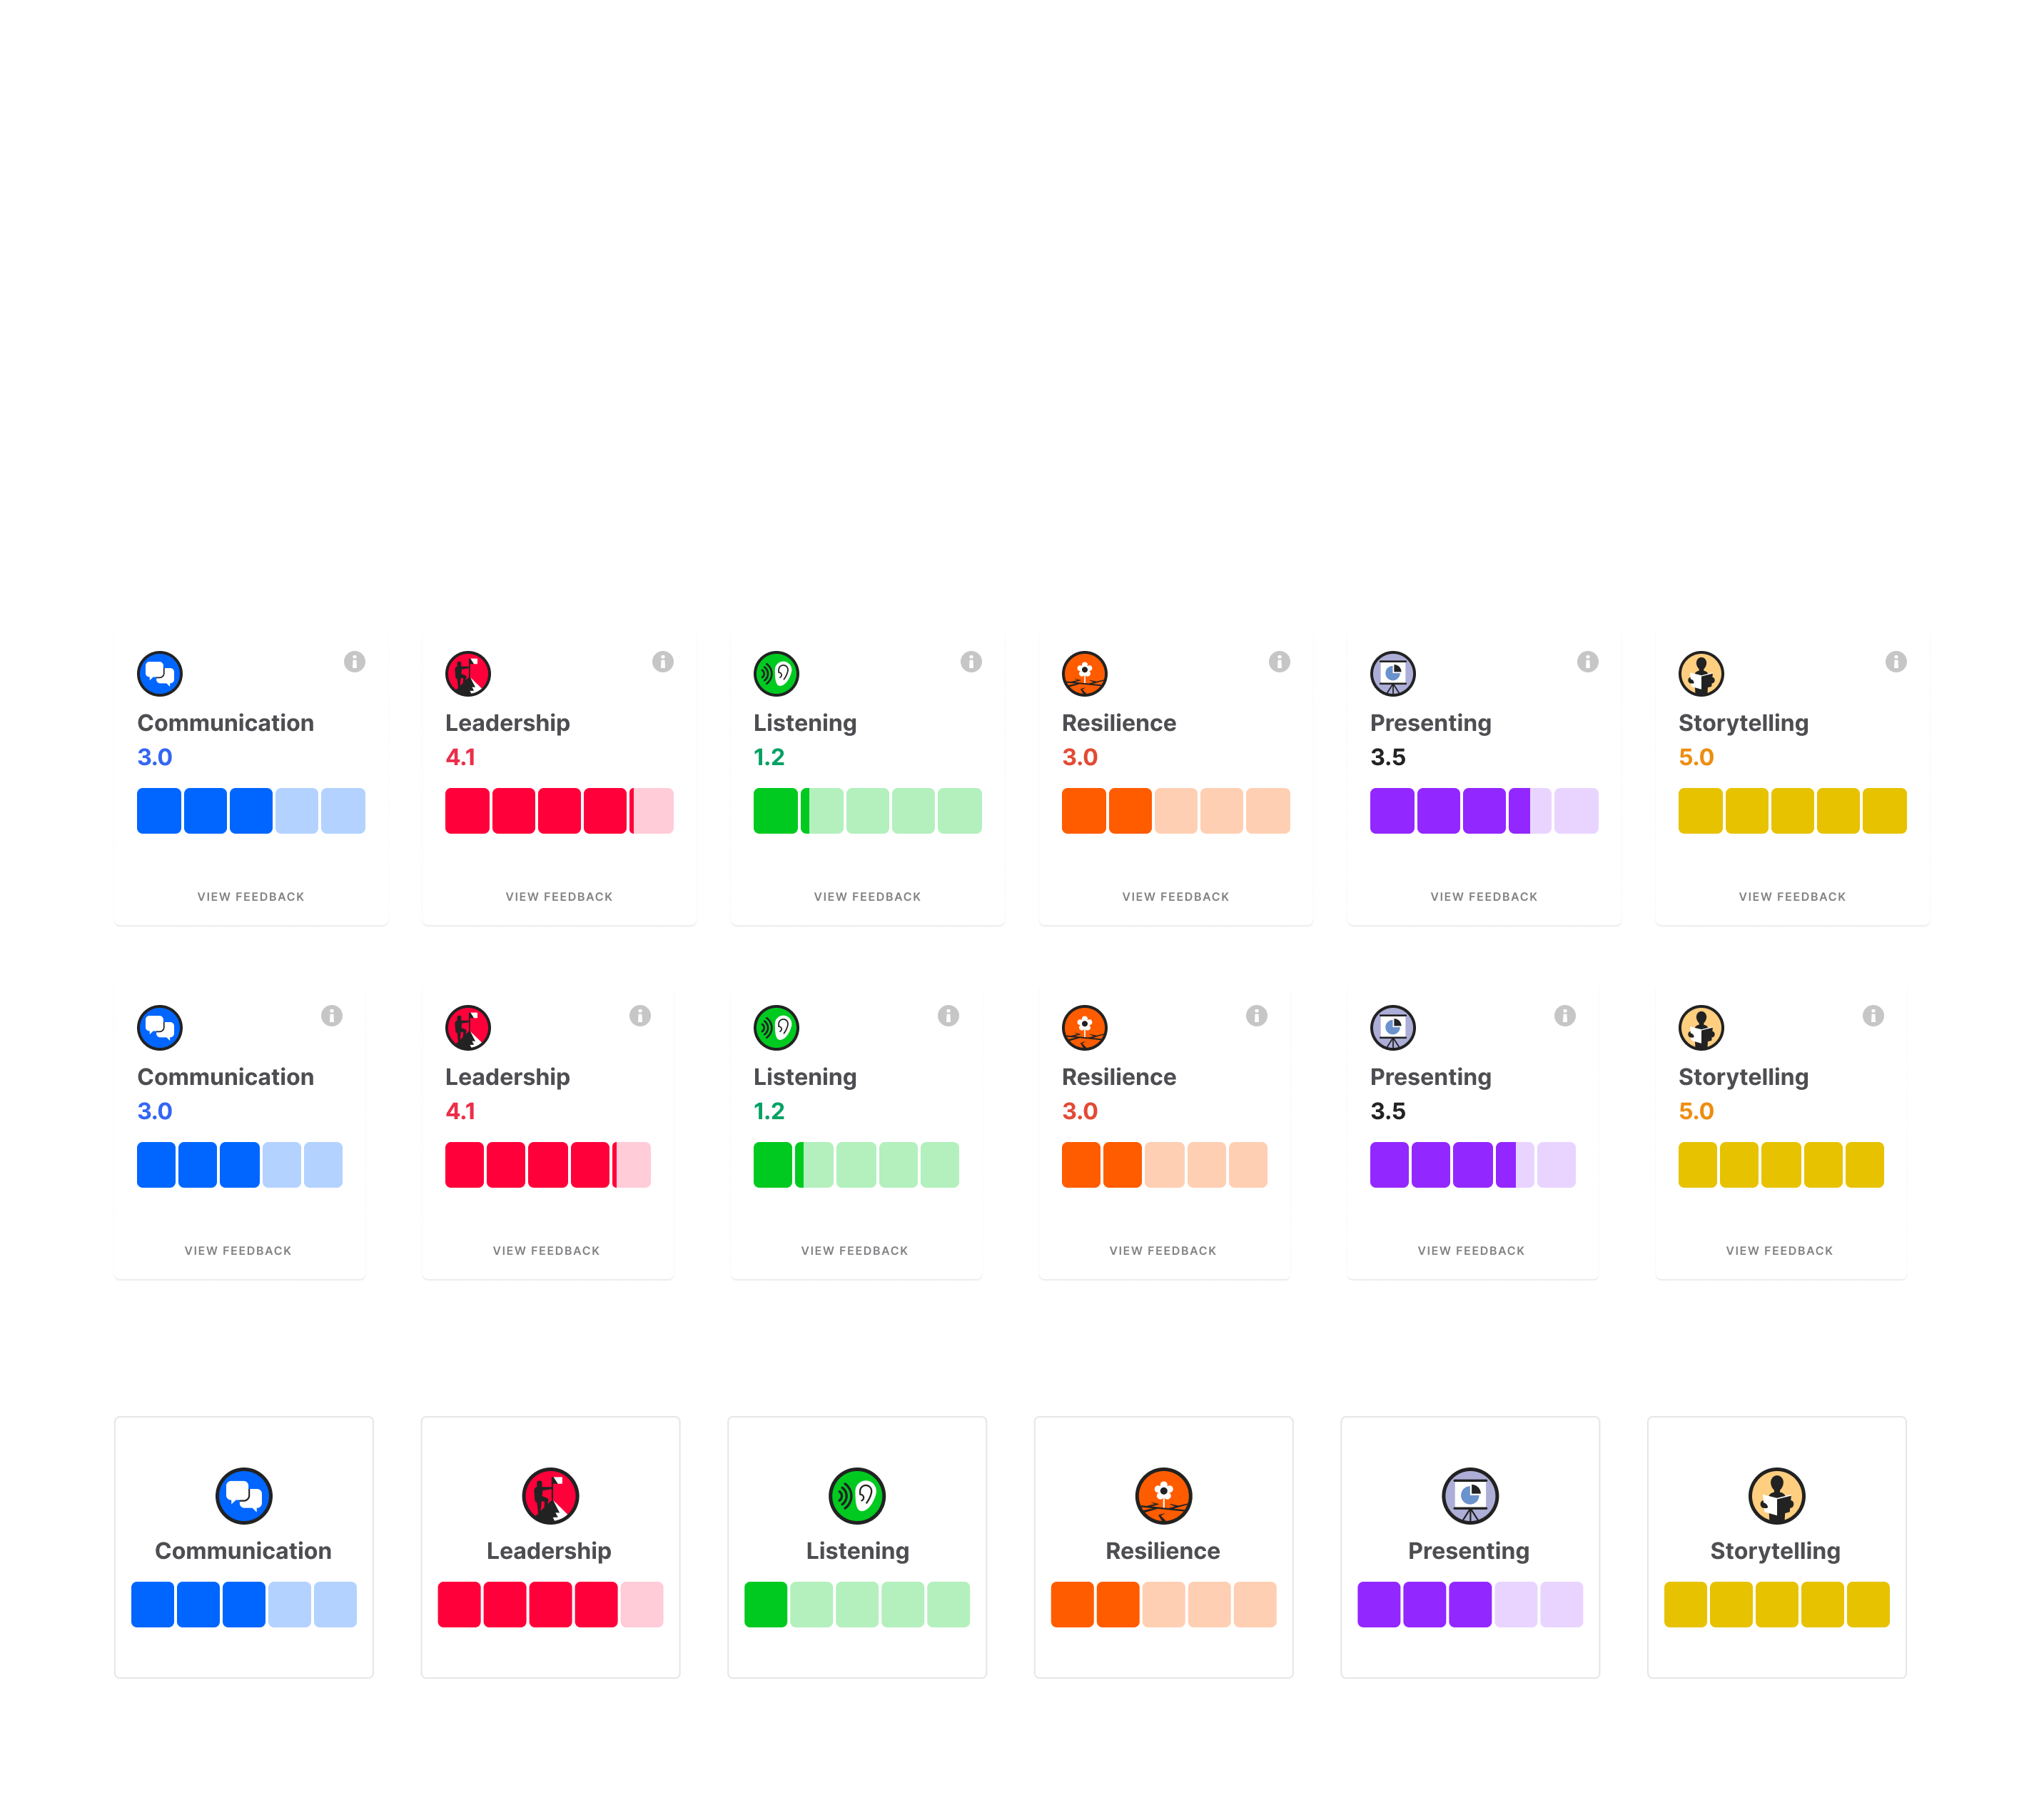 Communication
3.0
VIEW FEEDBACK
Leadership
4.1
VIEW FEEDBACK
Listening
1.2
VIEW FEEDBACK
Resilience
3.0
VIEW FEEDBACK
Presenting
3.5
VIEW FEEDBACK
Storytelling
5.0
VIEW FEEDBACK
Communication
3.0
VIEW FEEDBACK
Leadership
4.1
VIEW FEEDBACK
Listening
1.2
VIEW FEEDBACK
Resilience
3.0
VIEW FEEDBACK
Presenting
3.5
VIEW FEEDBACK
Storytelling
5.0
VIEW FEEDBACK
Communication
Leadership
Listening
Resilience
Presenting
Storytelling